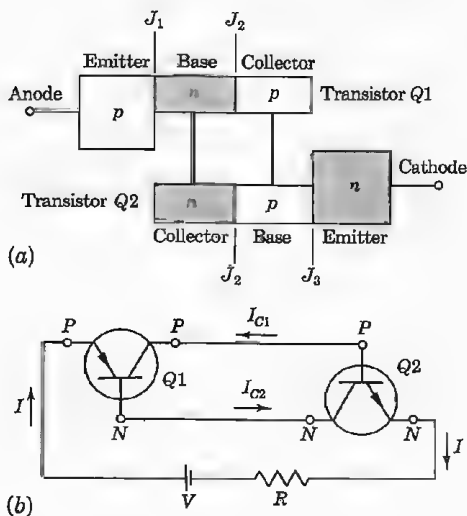 J1 J2
Emitter Base Collector
Anode p n p Transistor Q1
Cathode
Transistor Q2 n p n
Collector Base Emitter
(a) J2 J3
P P IC1 P
Q1 Q2
I IC2
N N N I
(b) V R